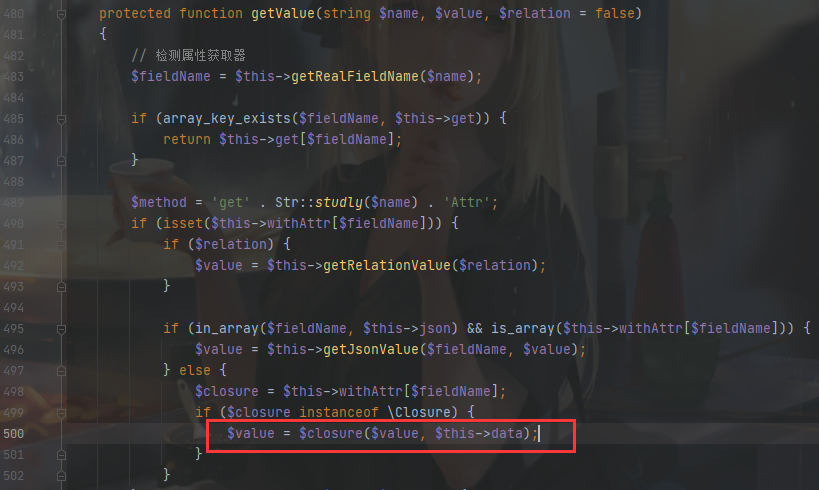 480 protected function getValue(string $name, $value, $relation = false)
481 {
482 // 检测属性获取器
483 $fieldName = $this->getRealFieldName($name);
484
485 if (array_key_exists($fieldName, $this->get)) {
486 return $this->get[$fieldName];
487 }
488
489 $method = 'get' . Str::studly($name) . 'Attr';
490 if (isset($this->withAttr[$fieldName])) {
491 if ($relation) {
492 $value = $this->getRelationValue($relation);
493 }
494
495 if (in_array($fieldName, $this->json) && is_array($this->withAttr[$fieldName])) {
496 $value = $this->getJsonValue($fieldName, $value);
497 } else {
498 $closure = $this->withAttr[$fieldName];
499 if ($closure instanceof \Closure) {
500 $value = $closure($value, $this->data);
501 }
502 }